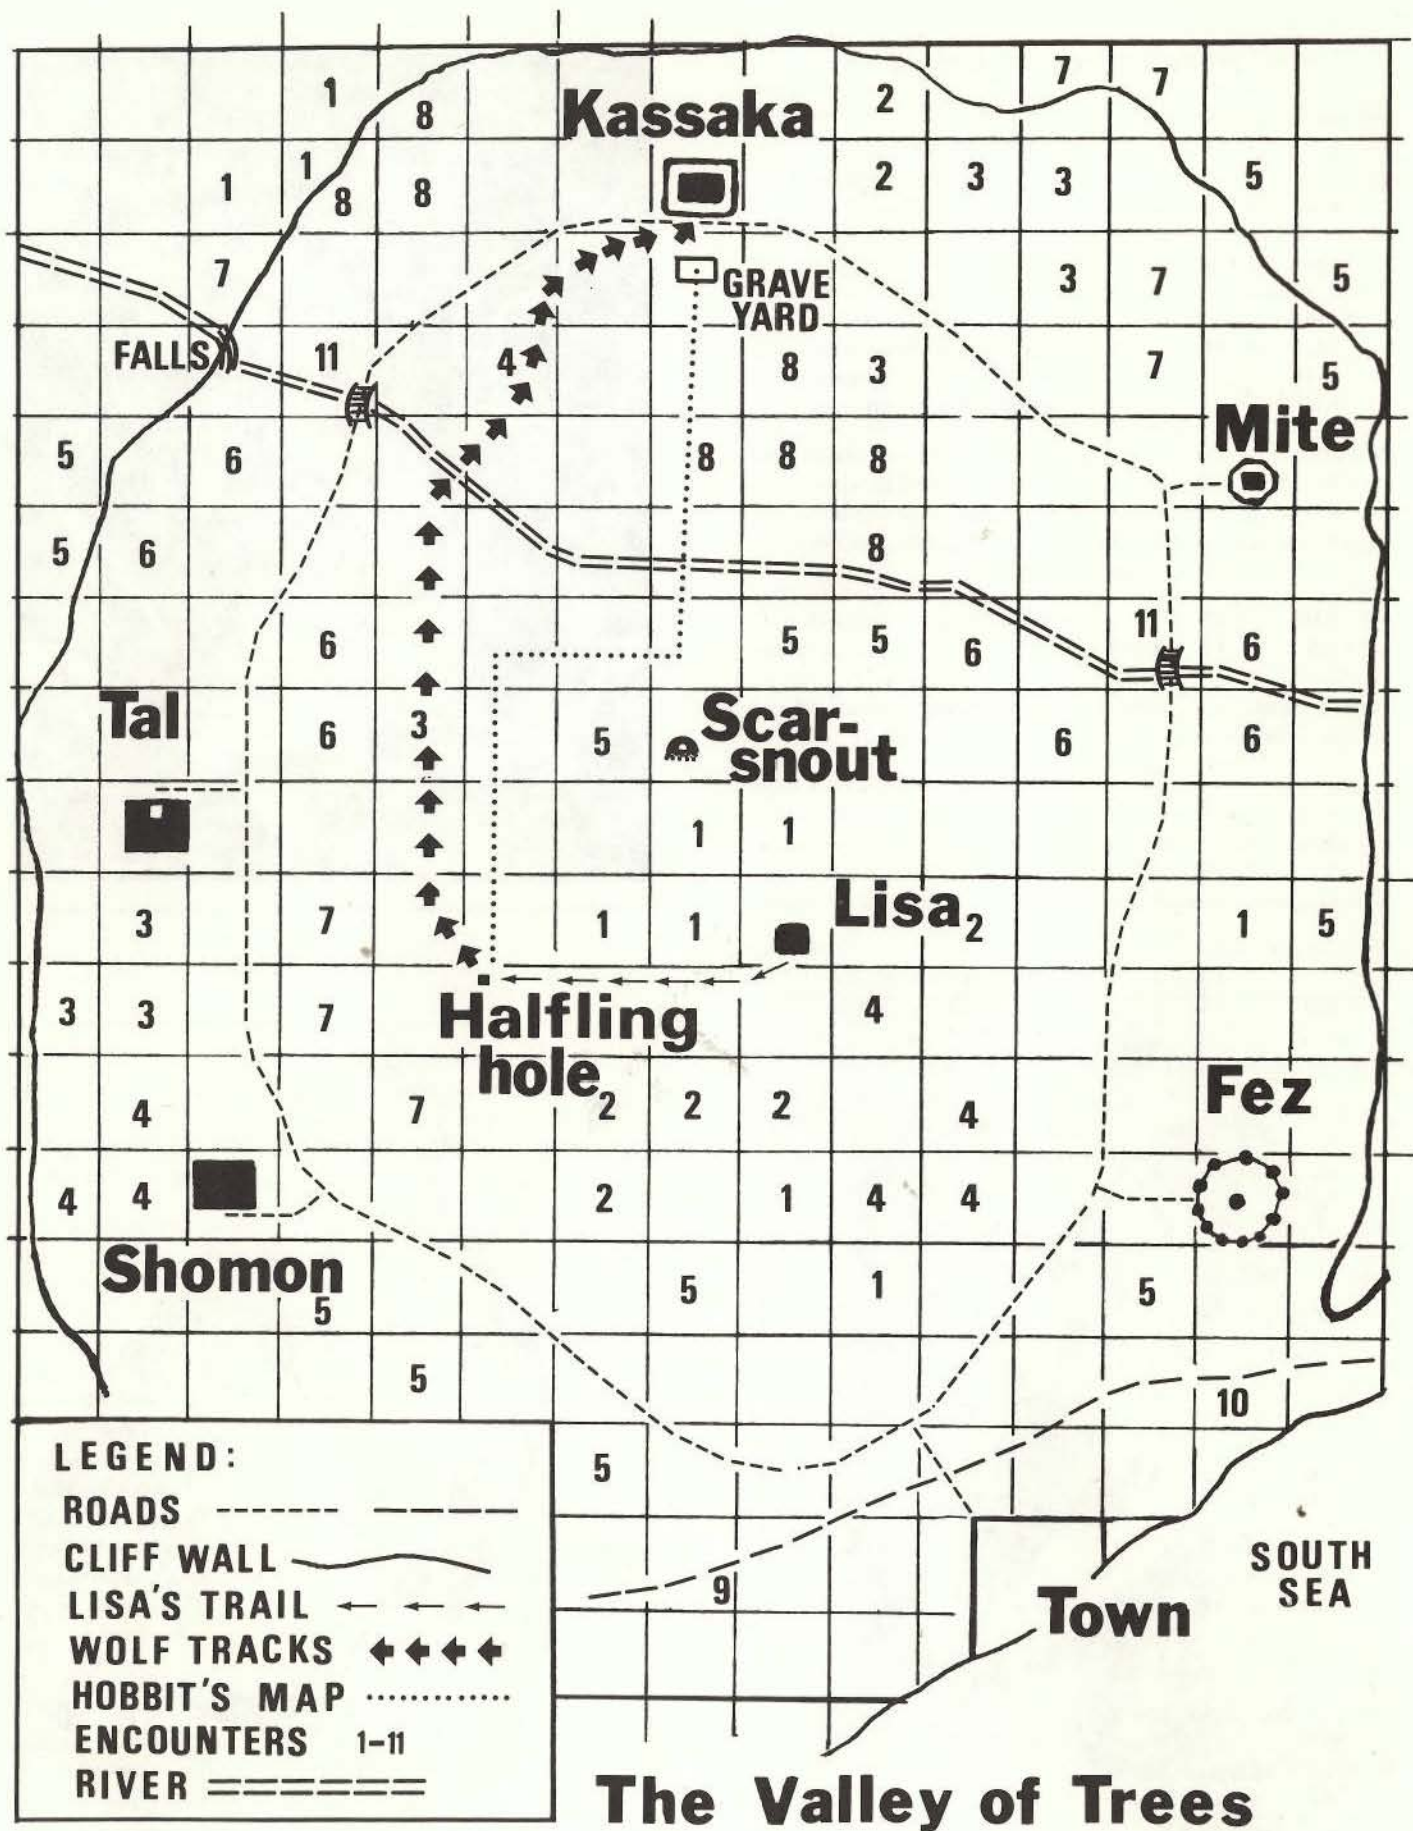 7 7
1 2
8
Kassaka
1 5
1 2 3 3
8 8
7 3 7 5
GRAVE
YARD
FALLS 11 4 8 3 7 5
Mite
5 6 8 8 8
5 6 8
11
6 5 5 6 6
Tal
Scar-
snout
6 3 5 6 6
1 1
Lisa 2
3 7 1 1 1 5
3 3 7 4
Halfling
hole
Fez
4 7 2 2 2 4
4 4 2 1 4 4
Shomon
5 5 1 5
5
10
5
LEGEND:
ROADS
CLIFF WALL
LISA'S TRAIL
WOLF TRACKS
HOBBIT'S MAP
ENCOUNTERS 1-11
RIVER
9
SOUTH
SEA
Town
The Valley of Trees